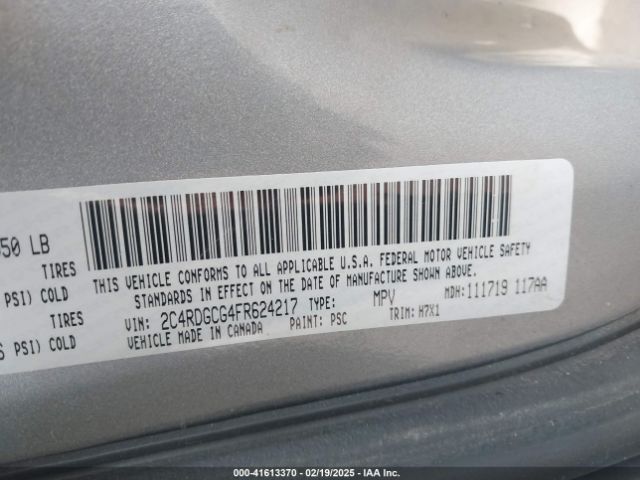 50 LB
TIRES
PSI) COLD
TIRES
PSI) COLD
THIS VEHICLE CONFORMS TO ALL APPLICABLE U.S.A. FEDERAL MOTOR VEHICLE SAFETY
STANDARDS IN EFFECT ON THE DATE OF MANUFACTURE SHOWN ABOVE.
VIN: 2C4RDGCG4FR624217 TYPE: MPV MDH: 111719 117AA
VEHICLE MADE IN CANADA PAINT: PSC TRIM: H7X1
000-41613370 - 02/19/2025 - IAA Inc.